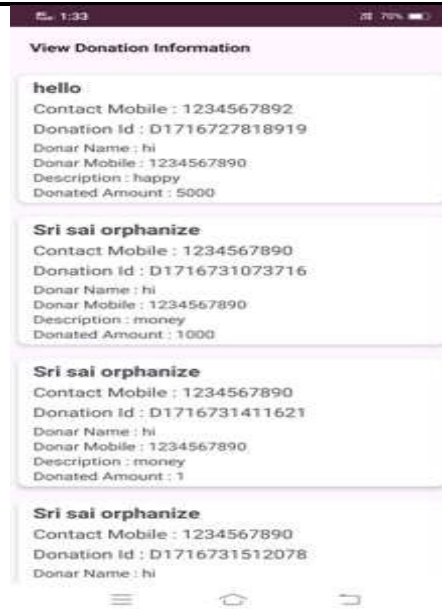 1:33 70%
View Donation Information
hello
Contact Mobile : 1234567892
Donation Id : D1716727818919
Donar Name : hi
Donar Mobile : 1234567890
Description : happy
Donated Amount : 5000
Sri sai orphanize
Contact Mobile : 1234567890
Donation Id : D1716731073716
Donar Name : hi
Donar Mobile : 1234567890
Description : money
Donated Amount : 1000
Sri sai orphanize
Contact Mobile : 1234567890
Donation Id : D1716731411621
Donar Name : hi
Donar Mobile : 1234567890
Description : money
Donated Amount : 1
Sri sai orphanize
Contact Mobile : 1234567890
Donation Id : D1716731512078
Donar Name : hi